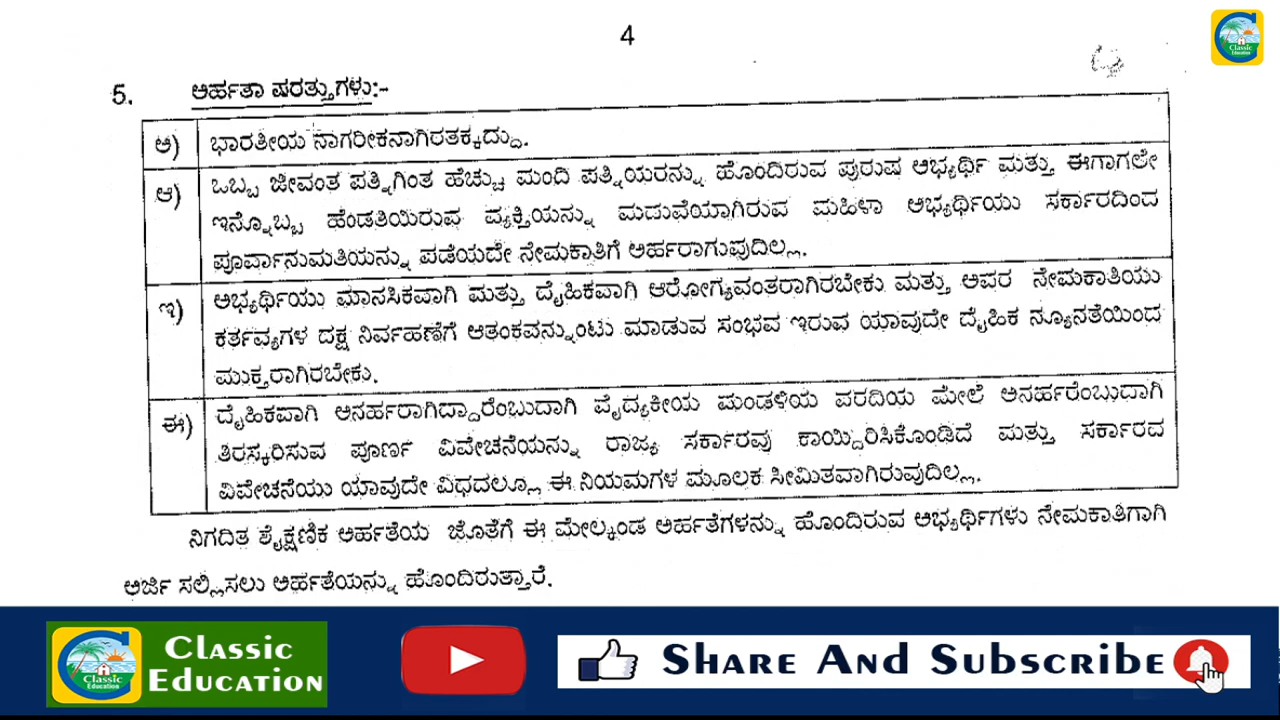 4
Classic
Education
5. ಅರ್ಹತಾ ಷರತ್ತುಗಳು:-
ಅ) ಭಾರತೀಯ ನಾಗರೀಕನಾಗಿರತಕ್ಕದ್ದು.
ಆ) ಒಬ್ಬ ಜೀವಂತ ಪತ್ನಿಗಿಂತ ಹೆಚ್ಚು ಮಂದಿ ಪತ್ನಿಯರನ್ನು ಹೊಂದಿರುವ ಪುರುಷ ಅಭ್ಯರ್ಥಿ ಮತ್ತು ಈಗಾಗಲೇ
ಇನ್ನೊಬ್ಬ ಹೆಂಡತಿಯಿರುವ ವ್ಯಕ್ತಿಯನ್ನು ಮದುವೆಯಾಗಿರುವ ಮಹಿಳಾ ಅಭ್ಯರ್ಥಿಯು ಸರ್ಕಾರದಿಂದ
ಪೂರ್ವಾನುಮತಿಯನ್ನು ಪಡೆಯದೇ ನೇಮಕಾತಿಗೆ ಅರ್ಹರಾಗುವುದಿಲ್ಲ.
ಇ) ಅಭ್ಯರ್ಥಿಯು ಮಾನಸಿಕವಾಗಿ ಮತ್ತು ದೈಹಿಕವಾಗಿ ಆರೋಗ್ಯವಂತರಾಗಿರಬೇಕು ಮತ್ತು ಅವರ ನೇಮಕಾತಿಯು
ಕರ್ತವ್ಯಗಳ ದಕ್ಷ ನಿರ್ವಹಣೆಗೆ ಆತಂಕವನ್ನುಂಟು ಮಾಡುವ ಸಂಭವ ಇರುವ ಯಾವುದೇ ದೈಹಿಕ ನ್ಯೂನತೆಯಿಂದ
ಮುಕ್ತರಾಗಿರಬೇಕು.
ಈ) ದೈಹಿಕವಾಗಿ ಅನರ್ಹರಾಗಿದ್ದಾರೆಂಬುದಾಗಿ ವೈದ್ಯಕೀಯ ಮಂಡಳಿಯ ವರದಿಯ ಮೇಲೆ ಅನರ್ಹರೆಂಬುದಾಗಿ
ತಿರಸ್ಕರಿಸುವ ಪೂರ್ಣ ವಿವೇಚನೆಯನ್ನು ರಾಜ್ಯ ಸರ್ಕಾರವು ಕಾಯ್ದಿರಿಸಿಕೊಂಡಿದೆ ಮತ್ತು ಸರ್ಕಾರದ
ವಿವೇಚನೆಯು ಯಾವುದೇ ವಿಧದಲ್ಲೂ ಈ ನಿಯಮಗಳ ಮೂಲಕ ಸೀಮಿತವಾಗಿರುವುದಿಲ್ಲ.
ನಿಗದಿತ ಶೈಕ್ಷಣಿಕ ಅರ್ಹತೆಯ ಜೊತೆಗೆ ಈ ಮೇಲ್ಕಂಡ ಅರ್ಹತೆಗಳನ್ನು ಹೊಂದಿರುವ ಅಭ್ಯರ್ಥಿಗಳು ನೇಮಕಾತಿಗಾಗಿ
ಅರ್ಜಿ ಸಲ್ಲಿಸಲು ಅರ್ಹತೆಯನ್ನು ಹೊಂದಿರುತ್ತಾರೆ.
Classic
Education
Classic
Education
Share And Subscribe